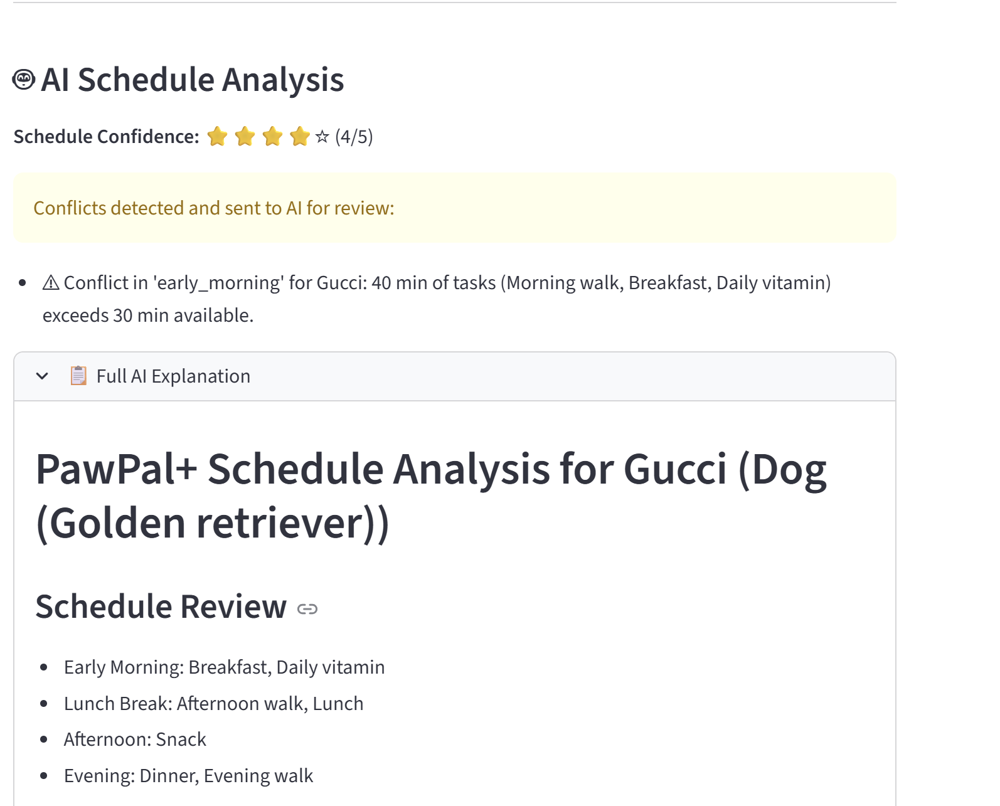 AI Schedule Analysis
Schedule Confidence: ⭐⭐⭐⭐☆ (4/5)
Conflicts detected and sent to AI for review:
• ⚠ Conflict in 'early_morning' for Gucci: 40 min of tasks (Morning walk, Breakfast, Daily vitamin)
exceeds 30 min available.
📋 Full AI Explanation
PawPal+ Schedule Analysis for Gucci (Dog
(Golden retriever))
Schedule Review
• Early Morning: Breakfast, Daily vitamin
• Lunch Break: Afternoon walk, Lunch
• Afternoon: Snack
• Evening: Dinner, Evening walk